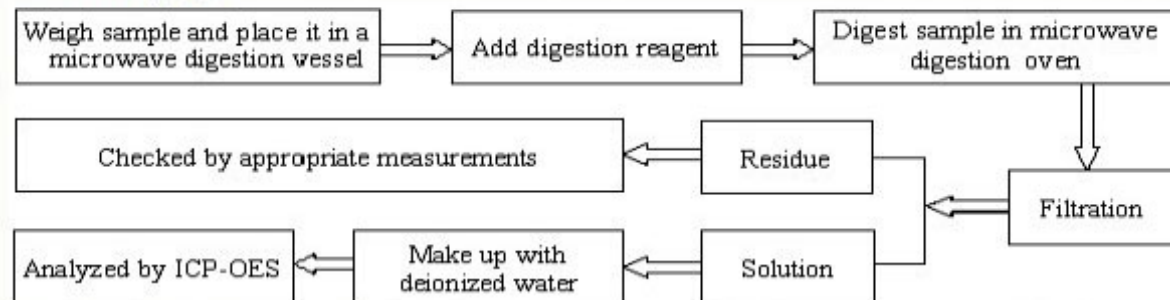 Weigh sample and place it in a
microwave digestion vessel
Add digestion reagent
Digest sample in microwave
digestion oven
Filtration
Residue
Checked by appropriate measurements
Solution
Make up with
deionized water
Analyzed by ICP-OES